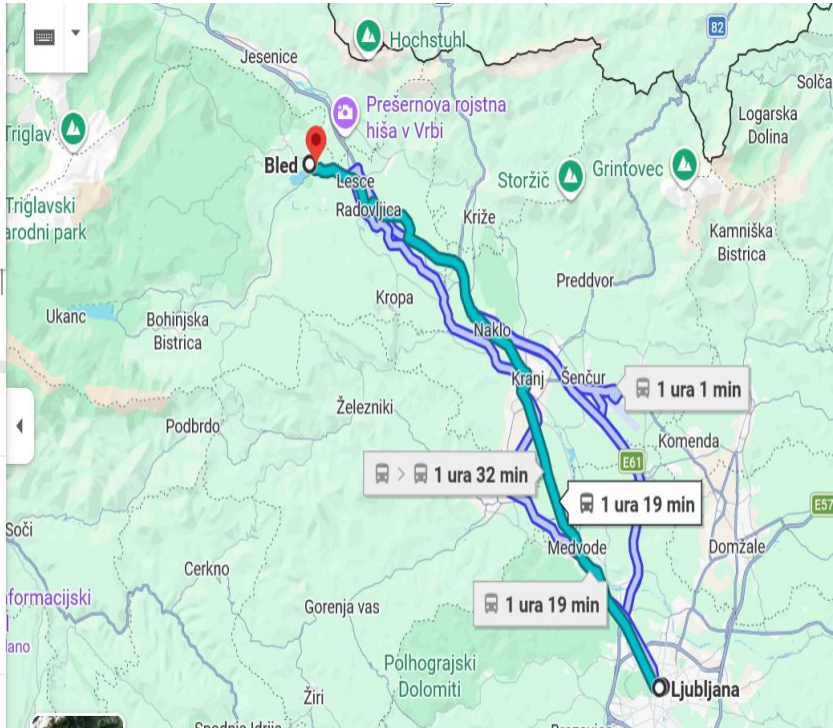 82
Hochstuhl
Jesenice
Solča
Prešernova rojstna
hiša v Vrbi
Logarska
Dolina
Triglav
Bled
Lesce
Storžič
Grintovec
Radovljica
Križe
Triglavski
arodni park
Kamniška
Bistrica
Preddvor
Kropa
Ukanc
Bohinjska
Bistrica
Naklo
Kranj
Šenčur
1 ura 1 min
Železniki
Podbrdo
Komenda
E61
1 ura 32 min
1 ura 19 min
E57
Soči
Medvode
Domžale
Cerkno
nformacijski
lano
Gorenja vas
1 ura 19 min
Polhograjski
Dolomiti
Ljubljana
Žiri